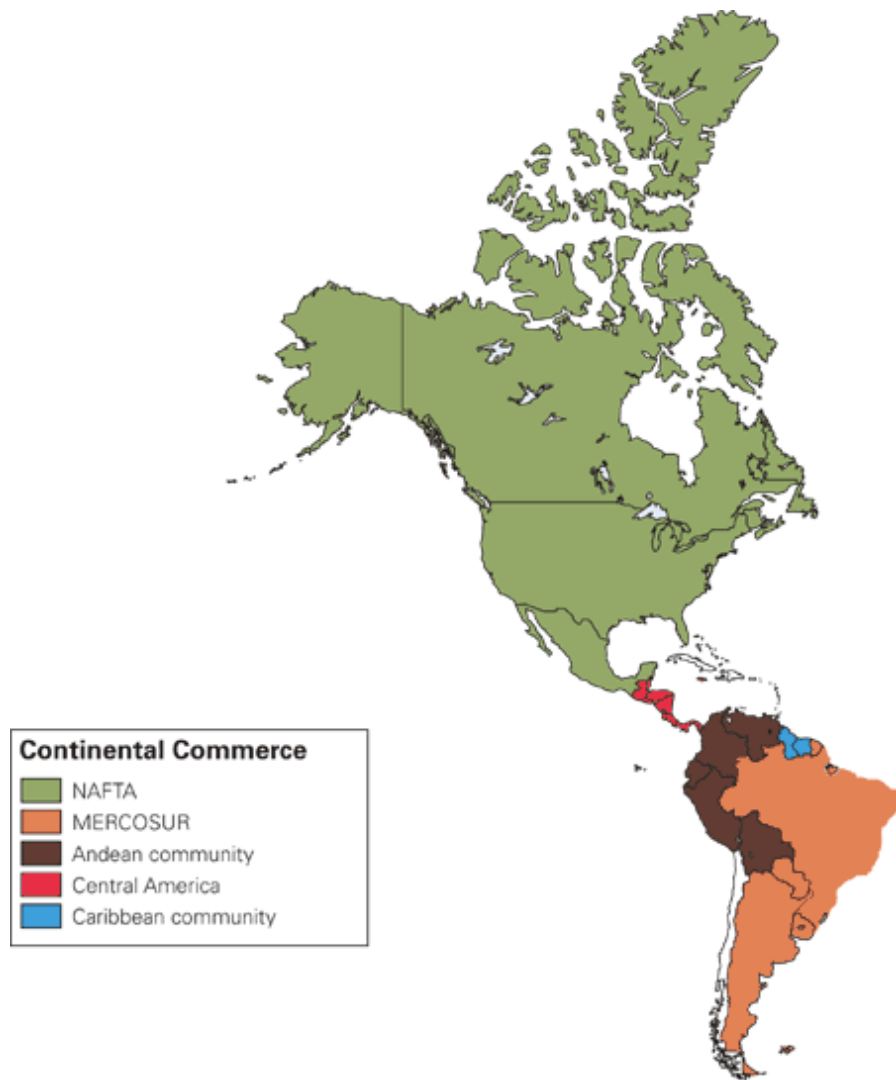 Continental Commerce
NAFTA
MERCOSUR
Andean community
Central America
Caribbean community